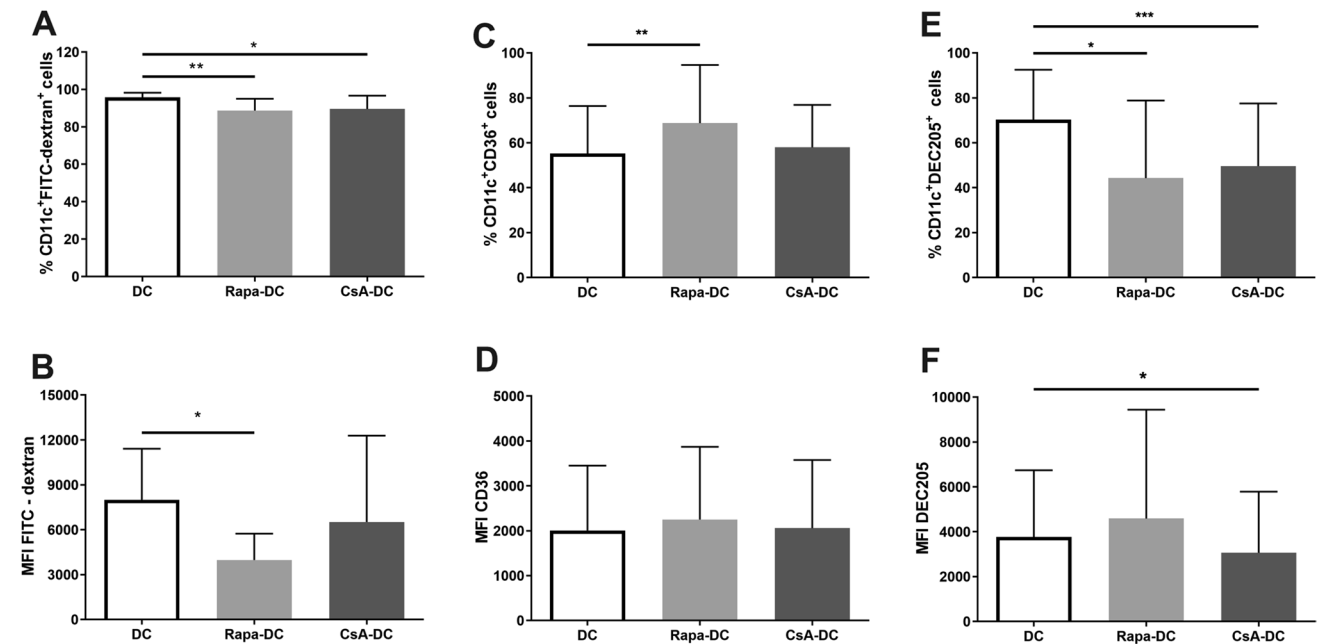 A
% CD11c+FITC-dextran+ cells
120
100
80
60
40
20
0
*
**
DC
Rapa-DC
CsA-DC
C
% CD11c+CD36+ cells
100
80
60
40
20
0
**
DC
Rapa-DC
CsA-DC
E
% CD11c+DEC205+ cells
100
80
60
40
20
0
***
*
DC
Rapa-DC
CsA-DC
B
MFI FITC - dextran
15000
12000
9000
6000
3000
0
*
DC
Rapa-DC
CsA-DC
D
MFI CD36
5000
4000
3000
2000
1000
0
DC
Rapa-DC
CsA-DC
F
MFI DEC205
10000
8000
6000
4000
2000
0
*
DC
Rapa-DC
CsA-DC